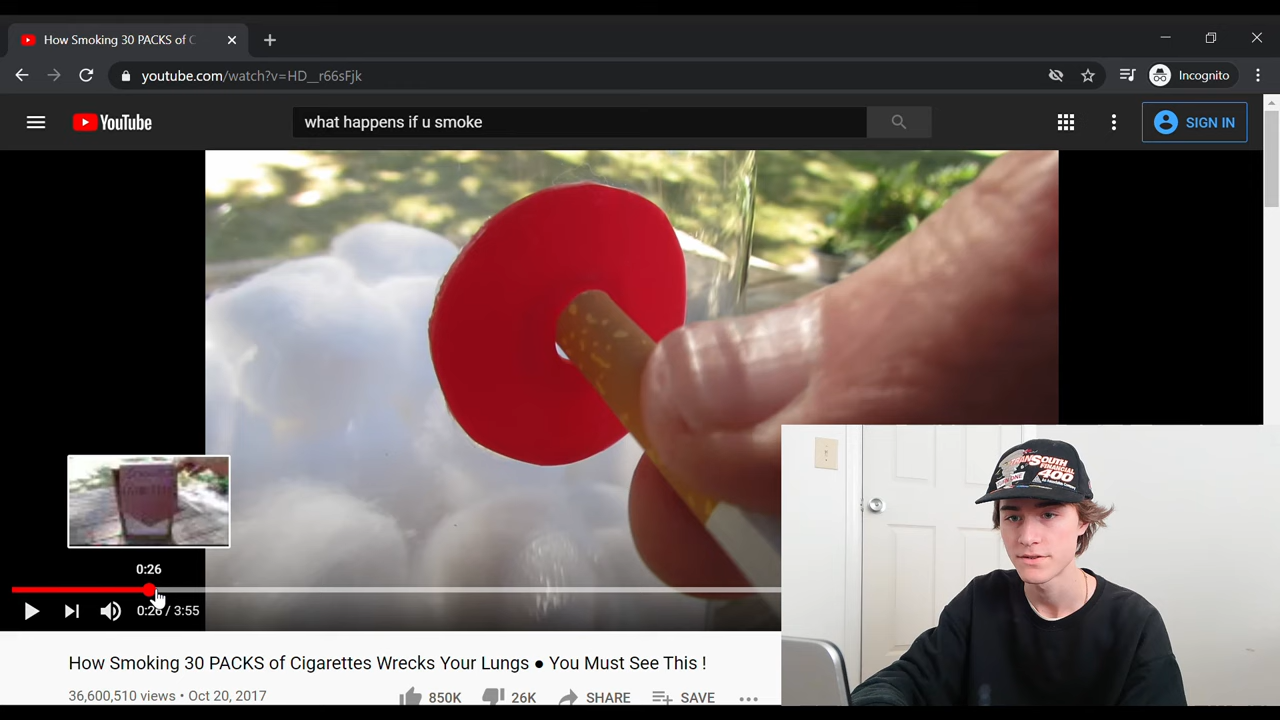 How Smoking 30 PACKS of C
youtube.com/watch?v=HD__r66sFjk
Incognito
YouTube
what happens if u smoke
SIGN IN
TRANSOUTH
FINANCIAL
400
0:26
0:26 / 3:55
How Smoking 30 PACKS of Cigarettes Wrecks Your Lungs ● You Must See This !
36,600,510 views • Oct 20, 2017
850K
26K
SHARE
SAVE